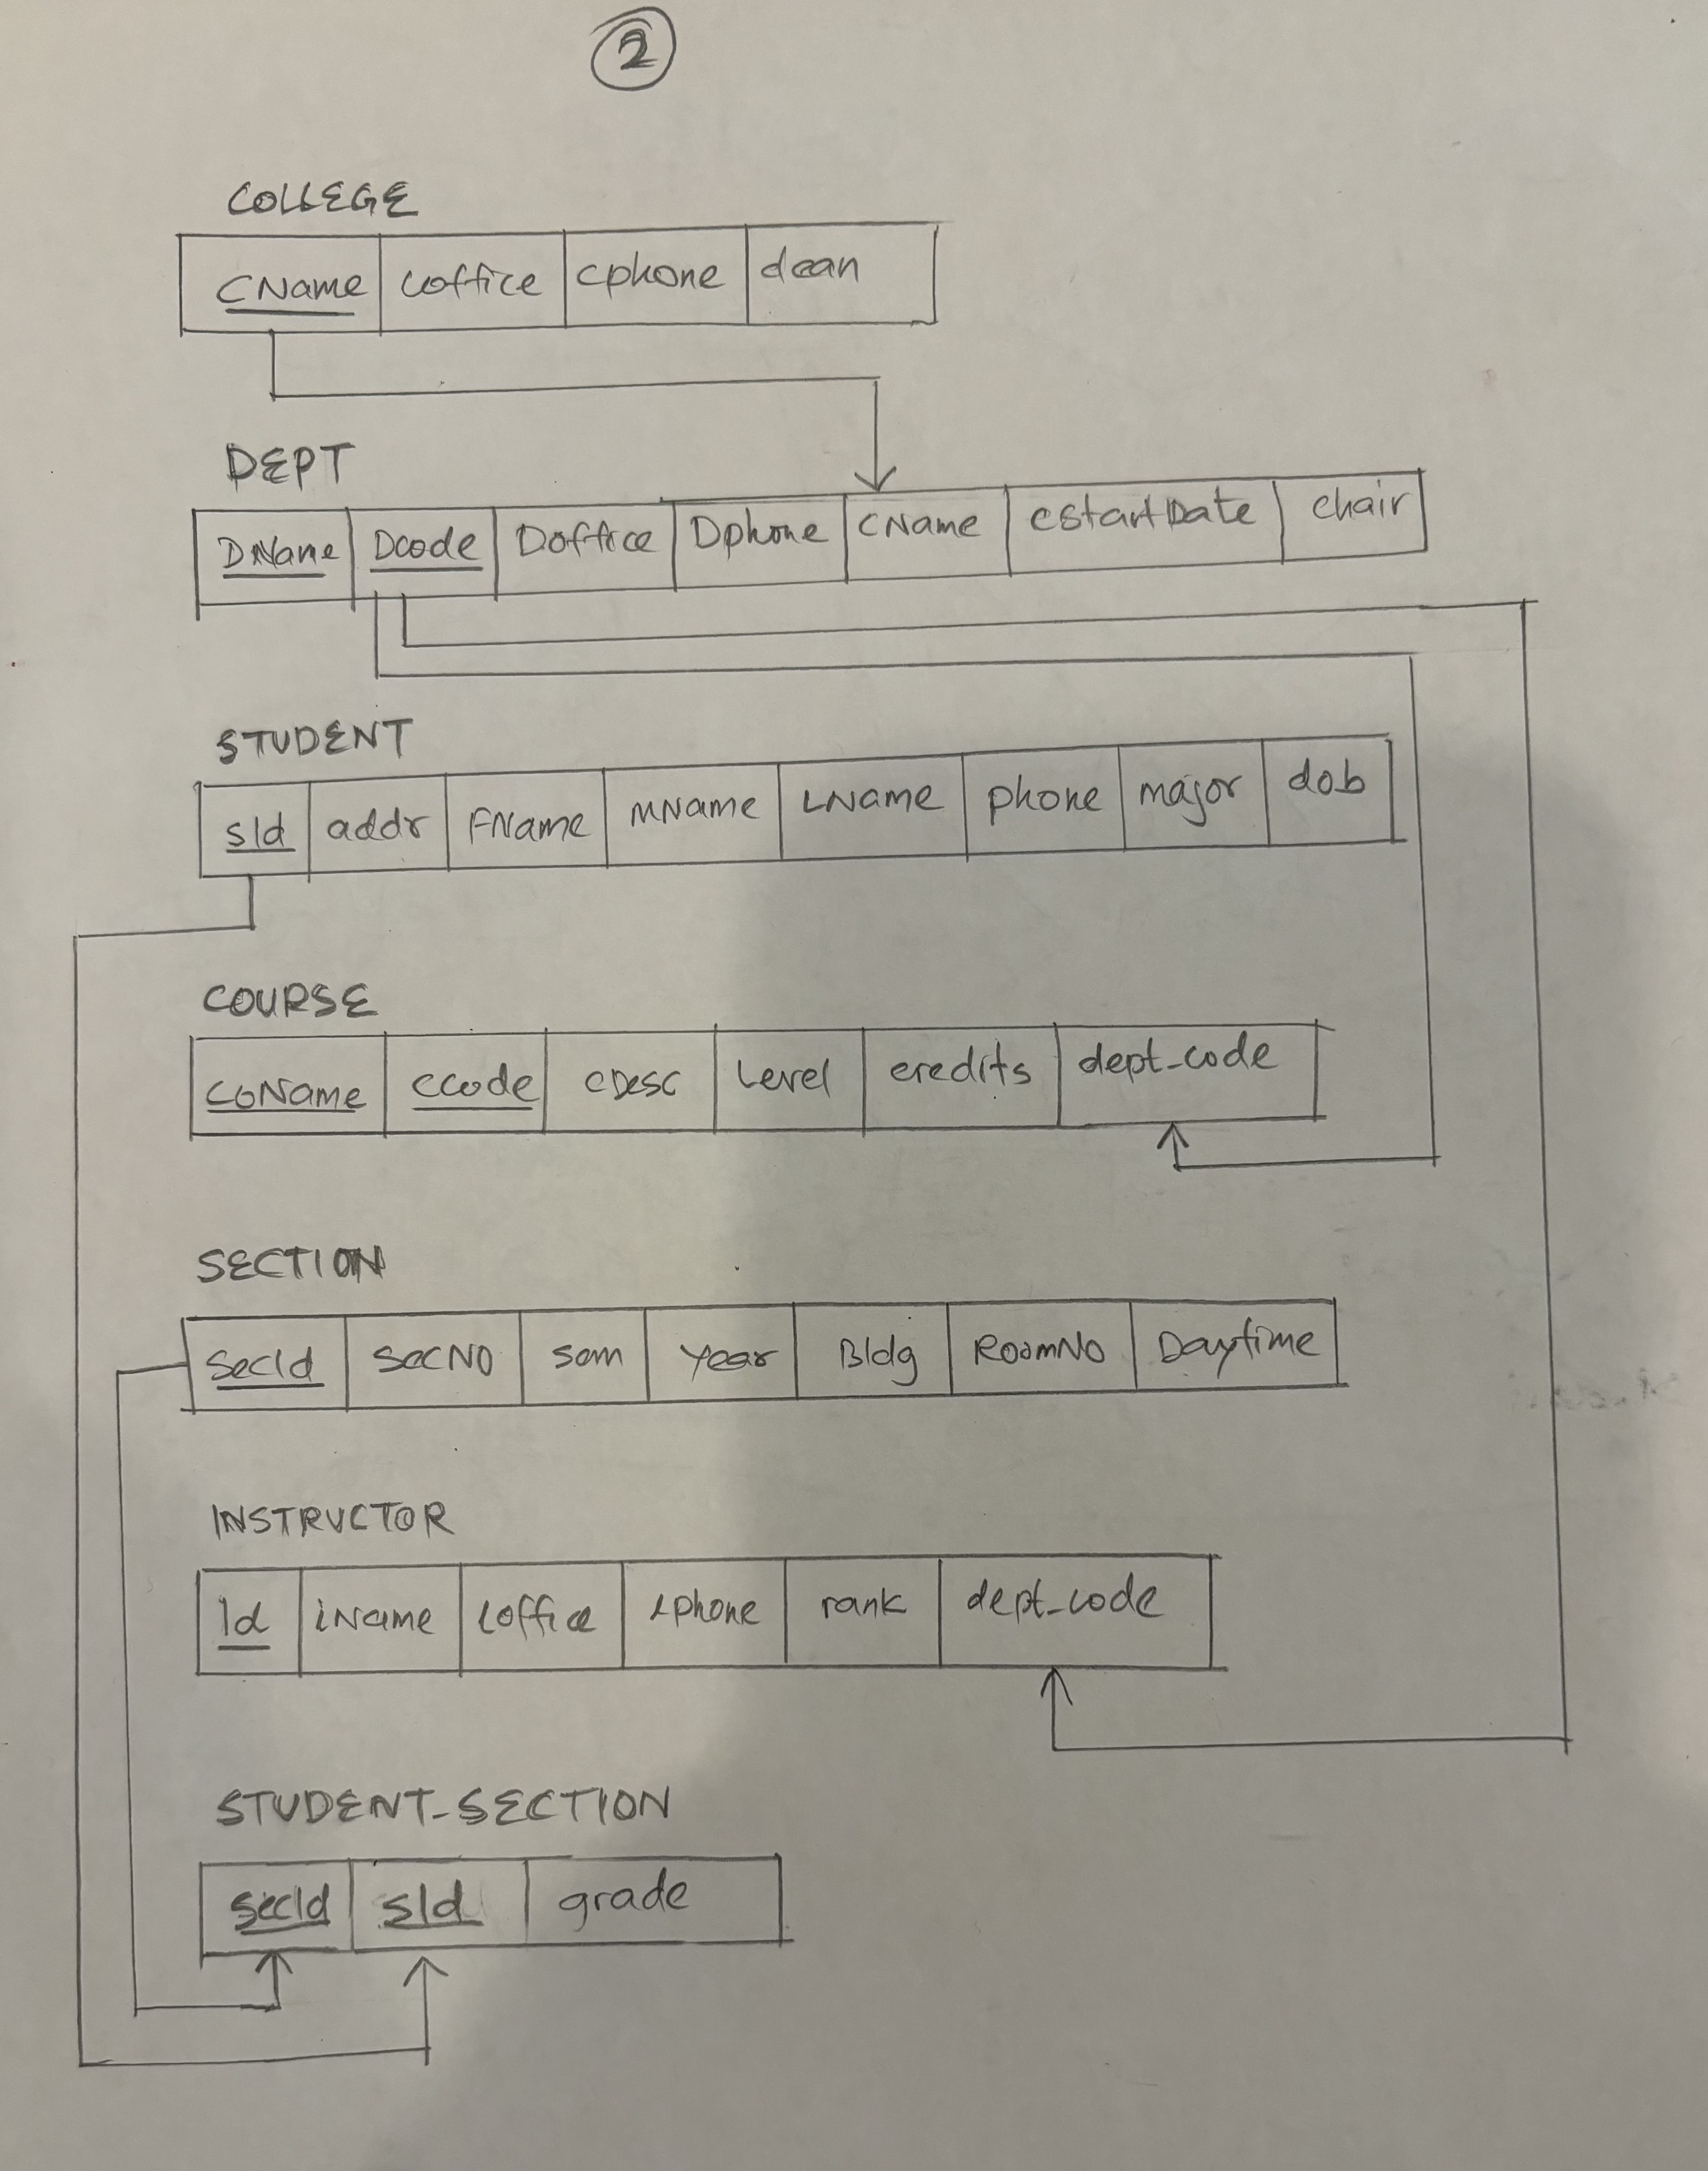 2
COLLEGE
CName coffice cphone dean
DEPT
DName Dcode Doffice Dphone CName cstartDate chair
STUDENT
sId addr FName MName LName phone major dob
COURSE
CoName ccode CDesc Level credits dept_code
SECTION
SecId SecNo sem Year Bldg RoomNo Daytime
INSTRUCTOR
Id iName ioffice iphone rank dept_code
STUDENT_SECTION
SecId sId grade